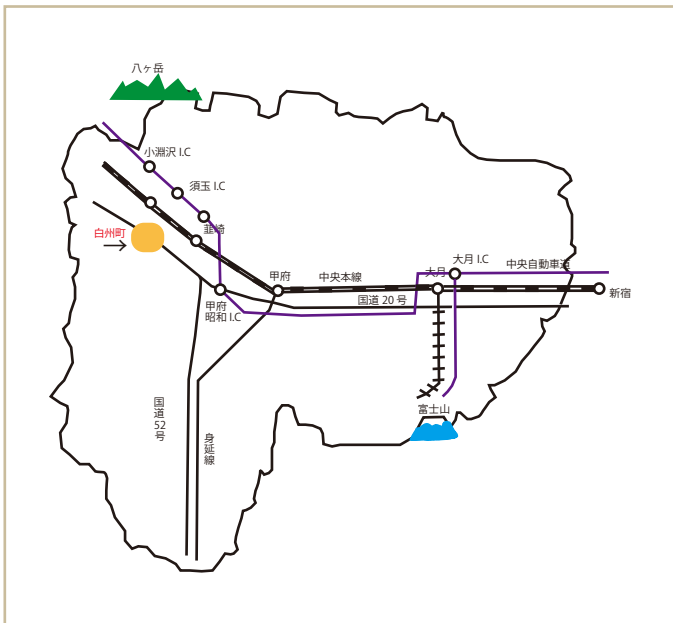 八ヶ岳
小淵沢 I.C
須玉 I.C
韮崎
白州町
大月 I.C
中央自動車道
大月
甲府
中央本線
新宿
国道 20 号
甲府
昭和 I.C
国道52号
身延線
富士山